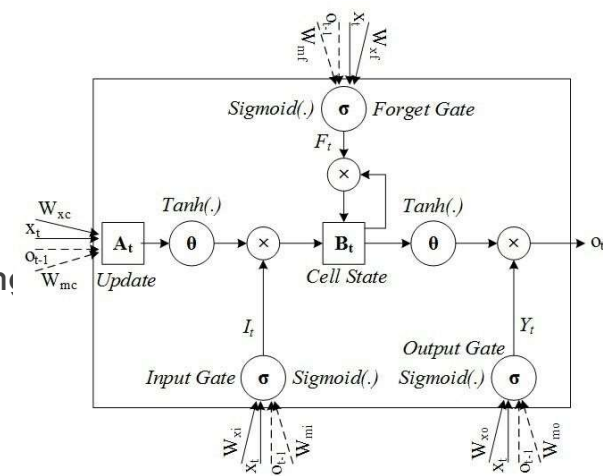 W_mf
o_t-1
x_t
W_xf
Sigmoid(.) σ Forget Gate
F_t
×
W_xc
x_t
o_t-1
W_mc
A_t
Update
Tanh(.)
θ
×
B_t
Cell State
Tanh(.)
θ
×
o_t
I_t
Y_t
Output Gate
Input Gate σ Sigmoid(.)
Sigmoid(.) σ
W_xi
x_t
o_t-1
W_mi
W_xo
x_t
o_t-1
W_mo